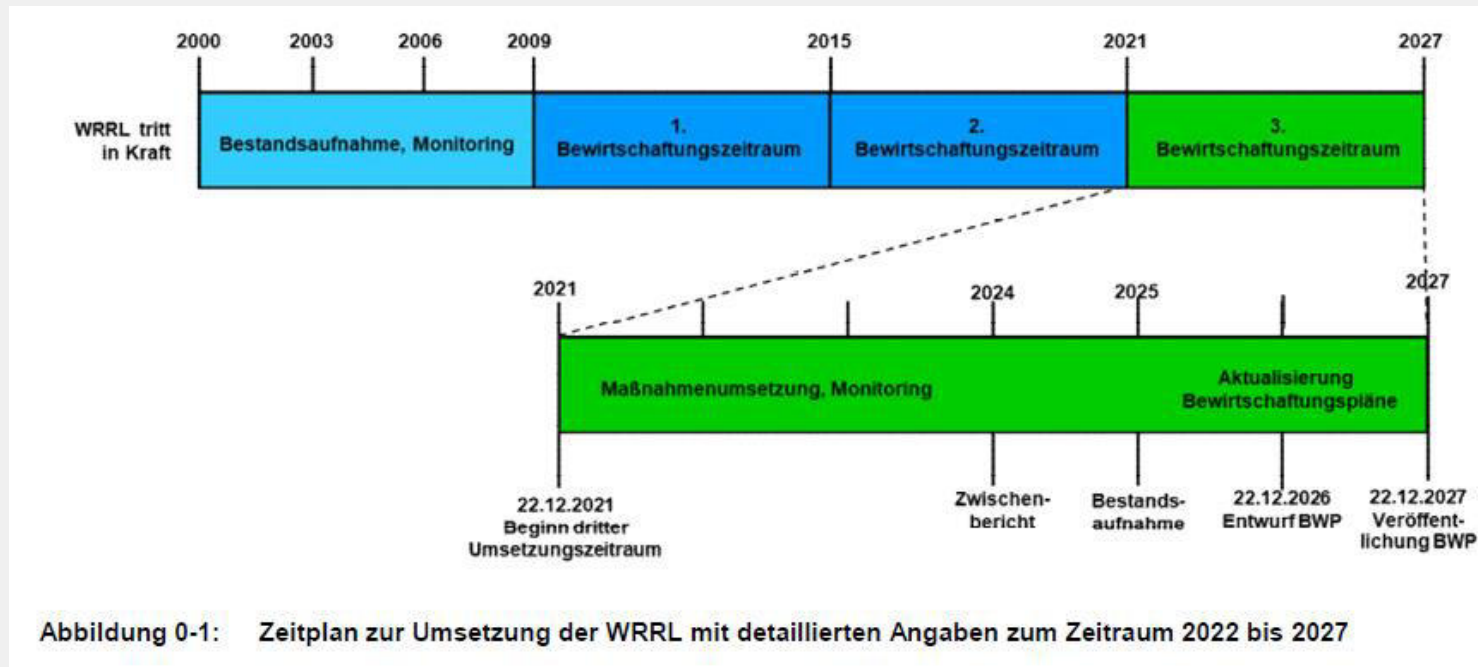 2000 2003 2006 2009 2015 2021 2027
WRRL tritt
in Kraft
Bestandsaufnahme, Monitoring
1.
Bewirtschaftungszeitraum
2.
Bewirtschaftungszeitraum
3.
Bewirtschaftungszeitraum
2021 2024 2025 2027
Maßnahmenumsetzung, Monitoring
Aktualisierung
Bewirtschaftungspläne
22.12.2021
Beginn dritter
Umsetzungszeitraum
Zwischen-
bericht
Bestands-
aufnahme
22.12.2026
Entwurf BWP
22.12.2027
Veröffent-
lichung BWP
Abbildung 0-1: Zeitplan zur Umsetzung der WRRL mit detaillierten Angaben zum Zeitraum 2022 bis 2027